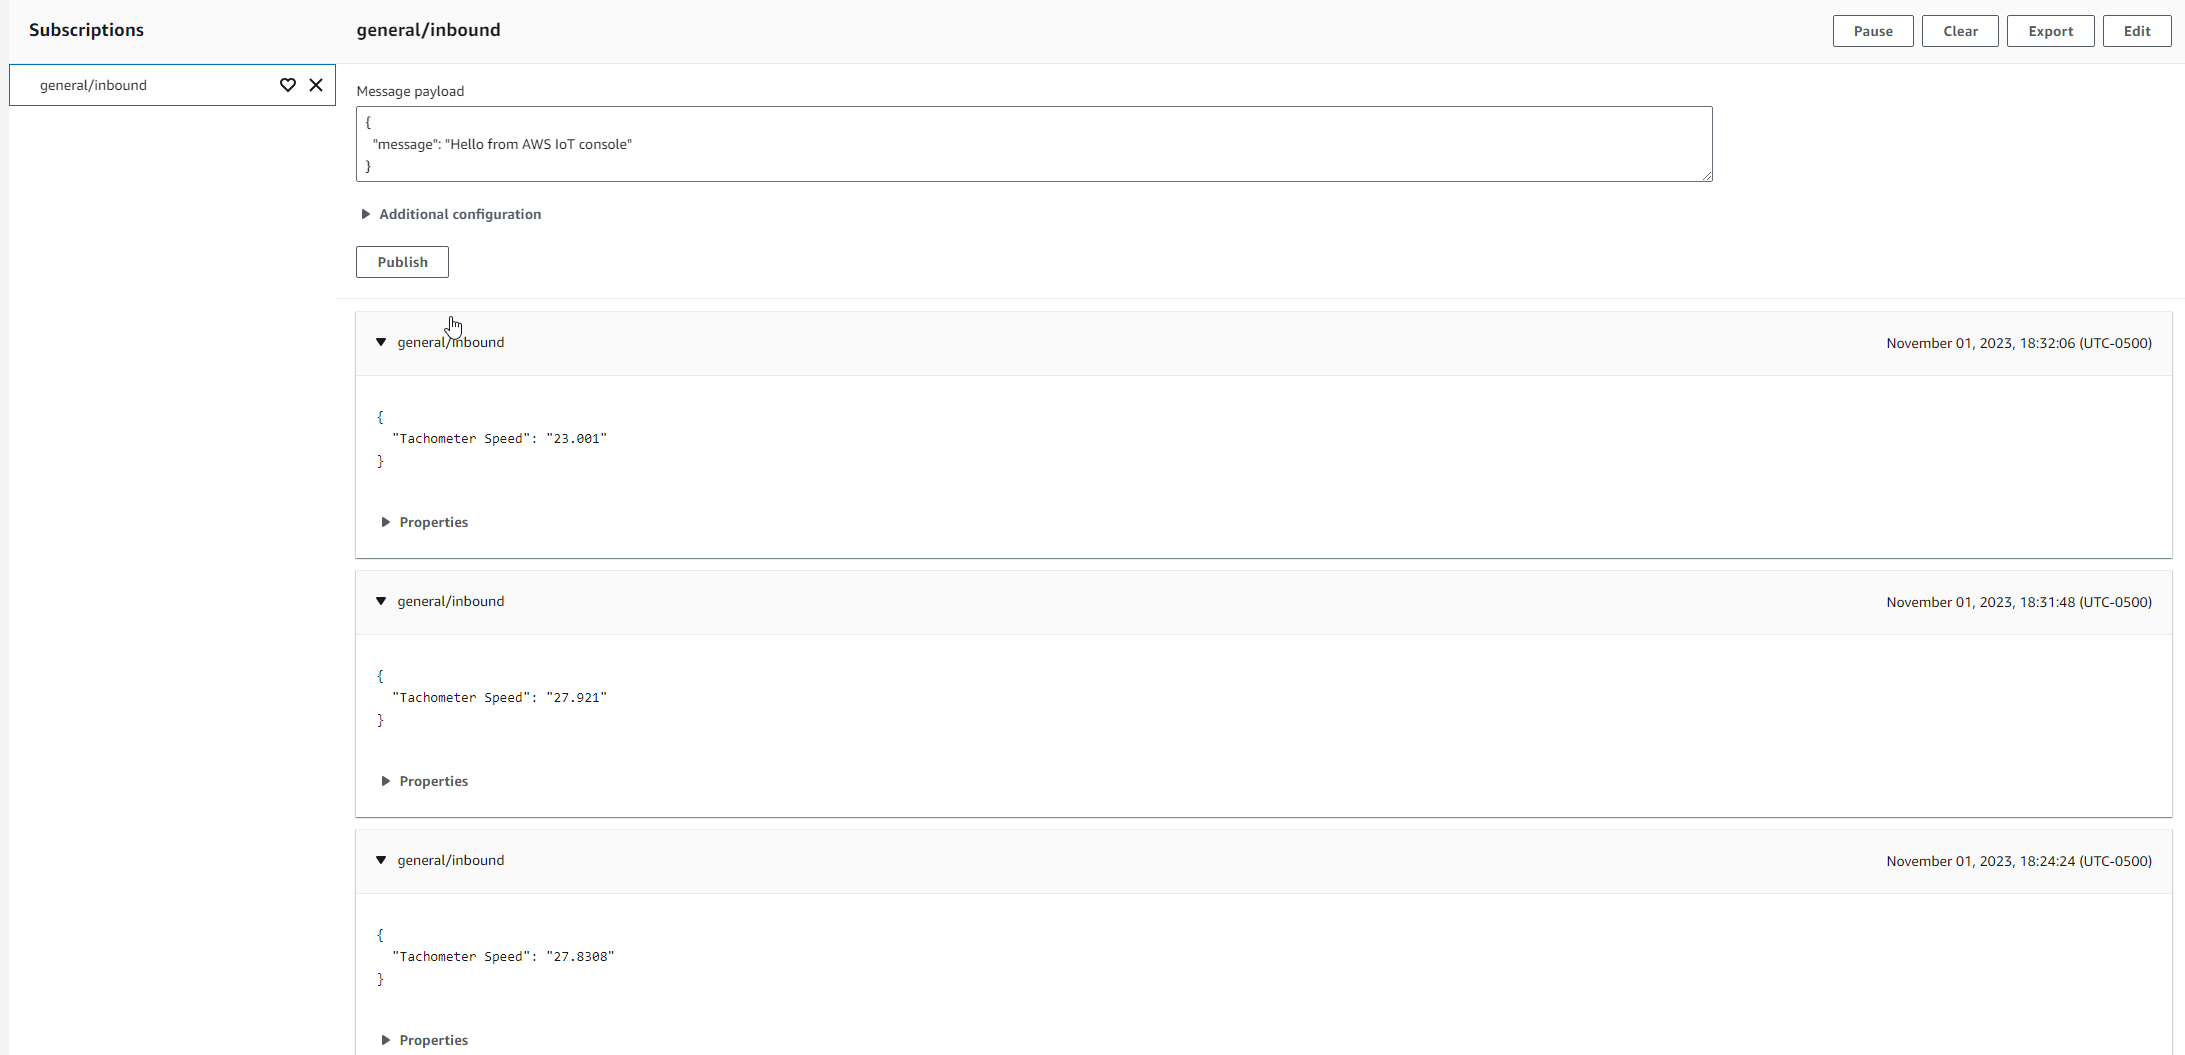 Subscriptions
general/inbound
Pause
Clear
Export
Edit
general/inbound
Message payload
{
"message": "Hello from AWS IoT console"
}
Additional configuration
Publish
general/inbound
November 01, 2023, 18:32:06 (UTC-0500)
{
"Tachometer Speed": "23.001"
}
Properties
general/inbound
November 01, 2023, 18:31:48 (UTC-0500)
{
"Tachometer Speed": "27.921"
}
Properties
general/inbound
November 01, 2023, 18:24:24 (UTC-0500)
{
"Tachometer Speed": "27.8308"
}
Properties